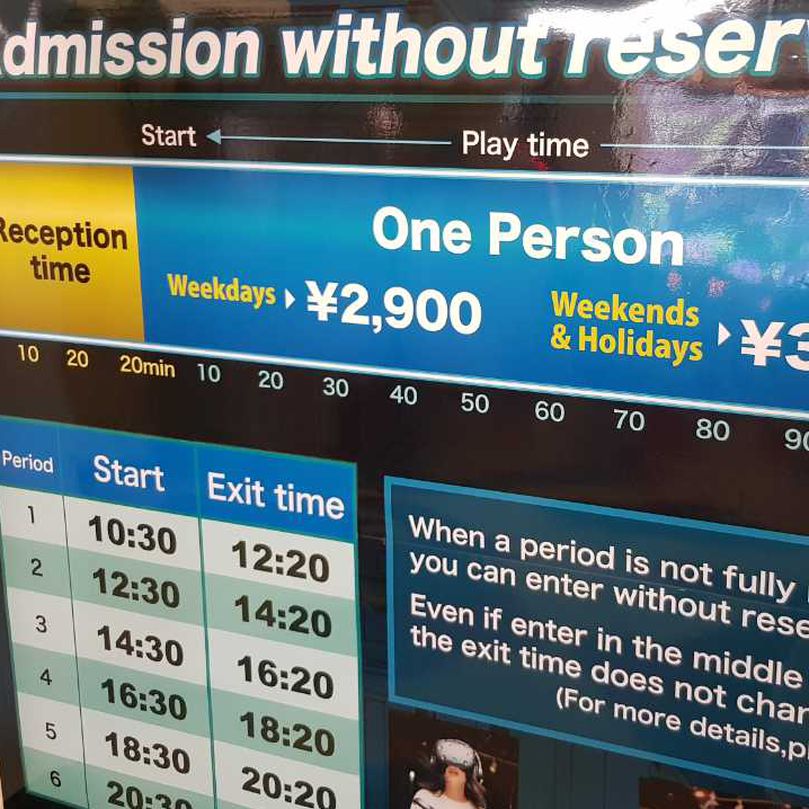 without
Start
Play time
Reception
time
One Person
Weekdays ¥2,900
Weekends
& Holidays ¥3
10 20 20min 10 20 30 40 50 60 70 80 90
Period Start Exit time
1 10:30 12:20
2 12:30 14:20
3 14:30 16:20
4 16:30 18:20
5 18:30 20:20
6 20:30
When a period is not fully
you can enter without
Even if enter in the middle
the exit time does not
(For more details,